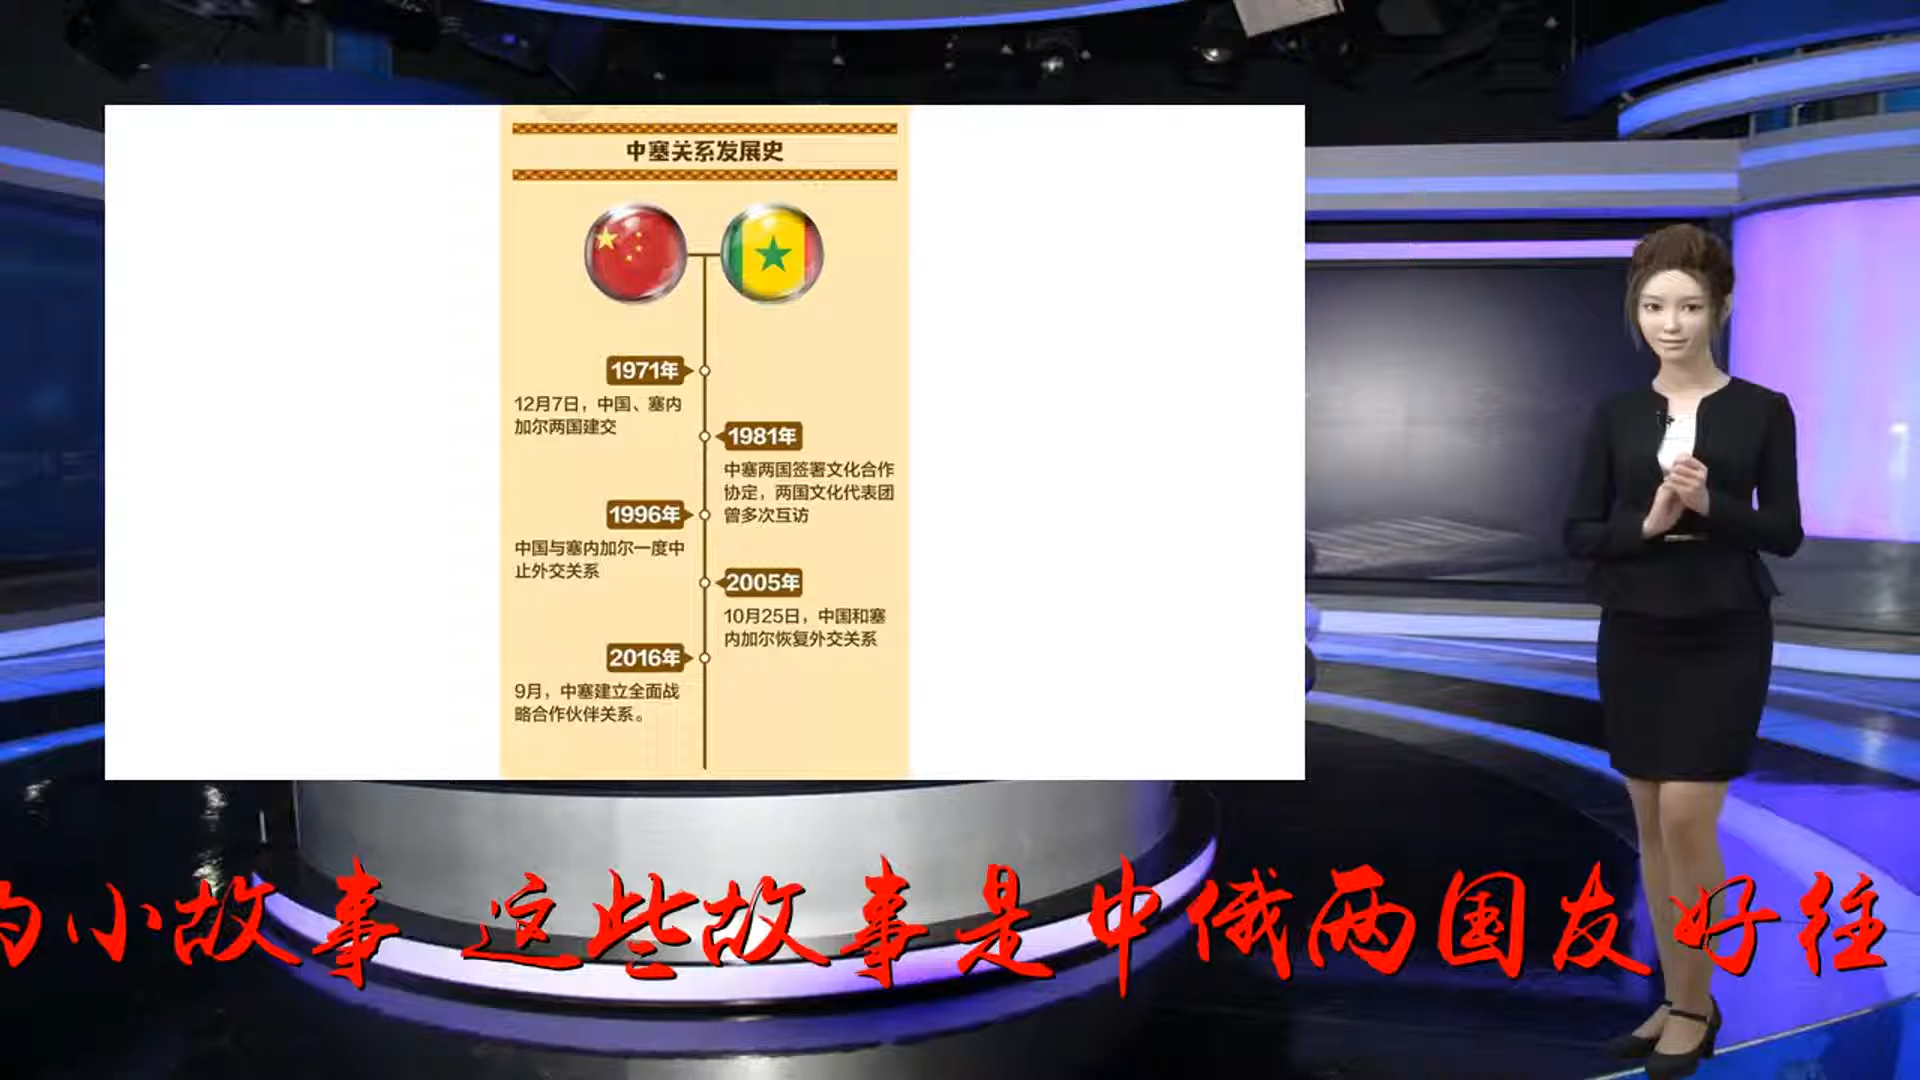 中塞关系发展史
1971年
12月7日，中国、塞内
加尔两国建交
1981年
中塞两国签署文化合作
协定，两国文化代表团
曾多次互访
1996年
中国与塞内加尔一度中
止外交关系
2005年
10月25日，中国和塞
内加尔恢复外交关系
2016年
9月，中塞建立全面战
略合作伙伴关系。
的小故事 这些故事是中俄两国友好往